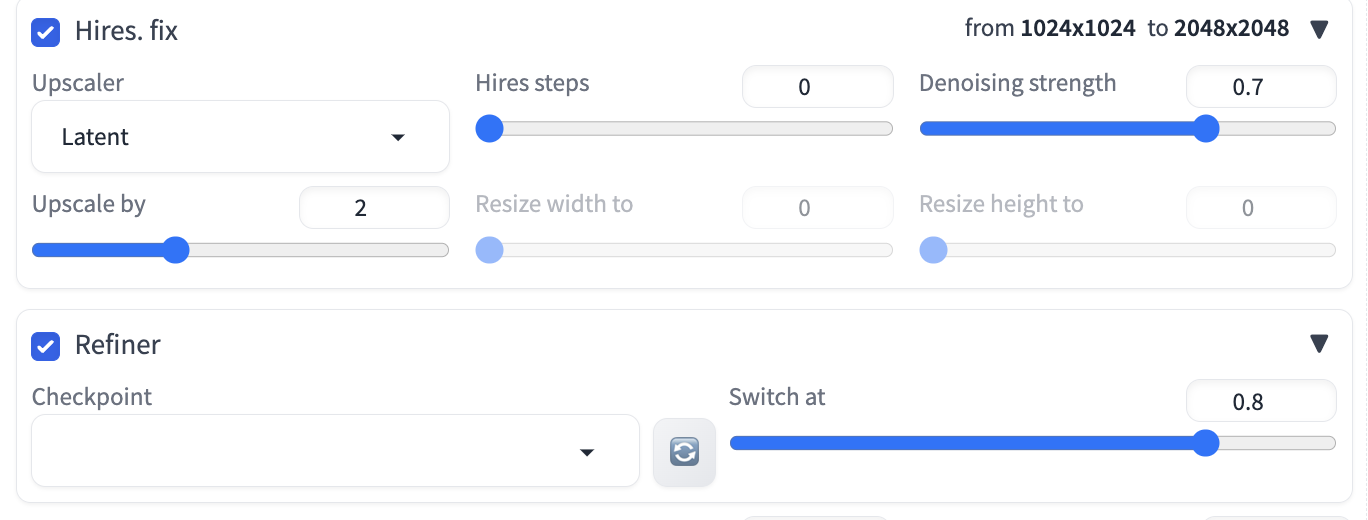 Hires. fix from 1024x1024 to 2048x2048
Upscaler Hires steps 0 Denoising strength 0.7
Latent
Upscale by 2 Resize width to 0 Resize height to 0
Refiner
Checkpoint Switch at 0.8